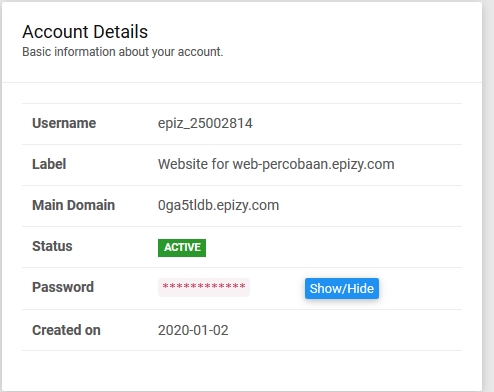 Account Details
Basic information about your account.
Username epiz_25002814
Label Website for web-percobaan.epizy.com
Main Domain 0ga5tldb.epizy.com
Status ACTIVE
Password ************ Show/Hide
Created on 2020-01-02